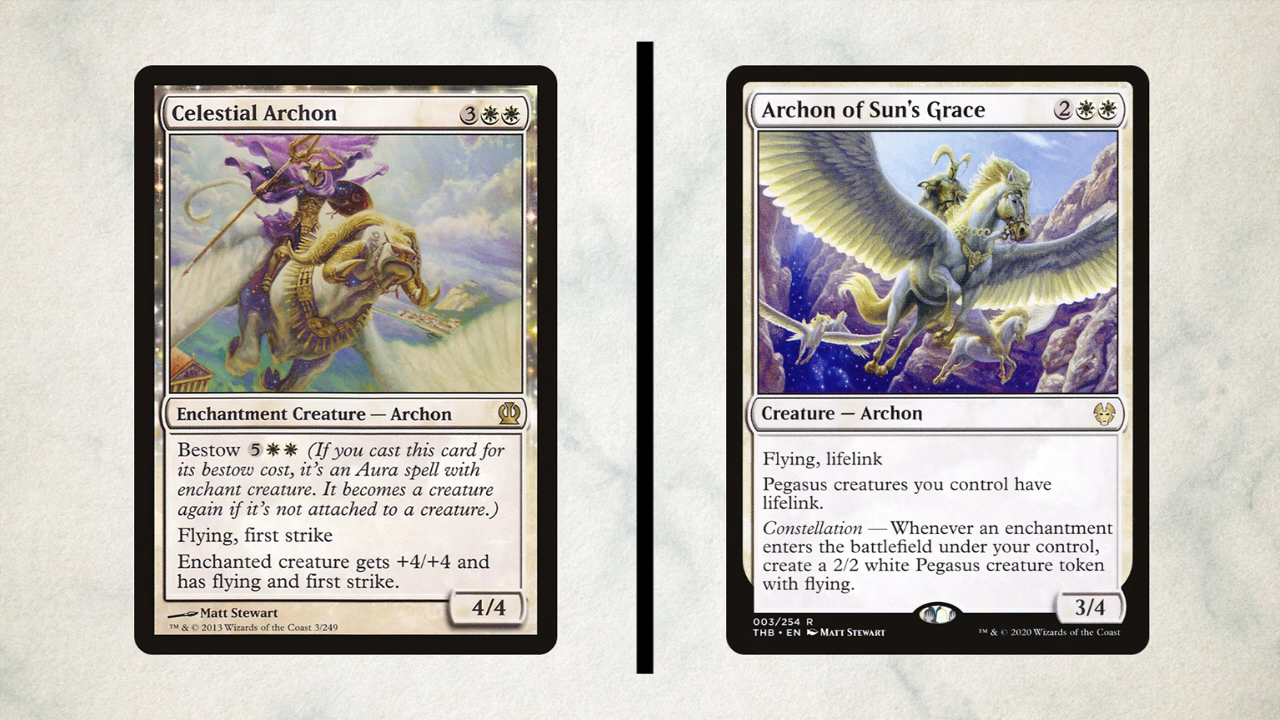 Celestial Archon
3
Enchantment Creature — Archon
Bestow 5 (If you cast this card for
its bestow cost, it's an Aura spell with
enchant creature. It becomes a creature
again if it's not attached to a creature.)
Flying, first strike
Enchanted creature gets +4/+4 and
has flying and first strike.
4/4
Matt Stewart
™ & © 2013 Wizards of the Coast 3/249
Archon of Sun's Grace
2
Creature — Archon
Flying, lifelink
Pegasus creatures you control have
lifelink.
Constellation — Whenever an enchantment
enters the battlefield under your control,
create a 2/2 white Pegasus creature token
with flying.
3/4
003/254 R
THB • EN Matt Stewart
™ & © 2020 Wizards of the Coast